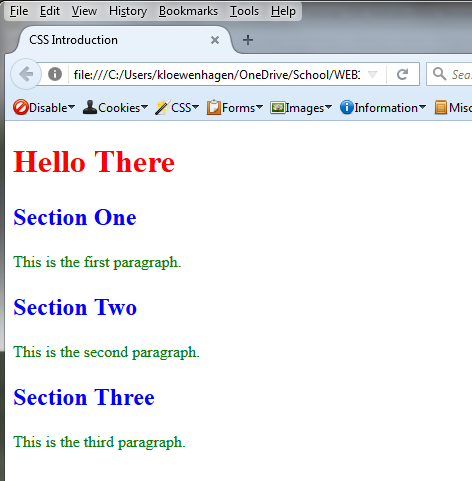 File Edit View History Bookmarks Tools Help
CSS Introduction
file:///C:/Users/kloewenhagen/OneDrive/School/WEB Sea
Disable Cookies CSS Forms Images Information Misc
Hello There
Section One
This is the first paragraph.
Section Two
This is the second paragraph.
Section Three
This is the third paragraph.